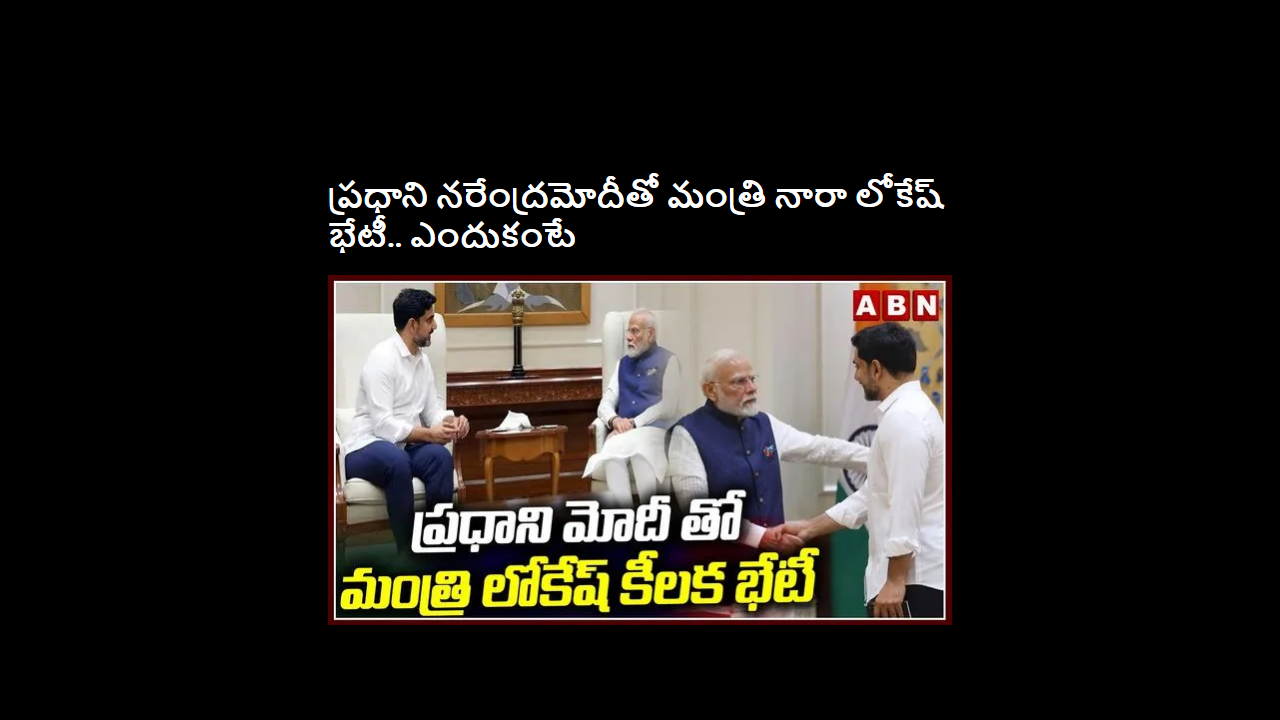 ప్రధాని నరేంద్రమోదీతో మంత్రి నారా లోకేష్
భేటీ.. ఎందుకంటే
ABN
ప్రధాని మోదీ తో
మంత్రి లోకేష్ కీలక భేటీ